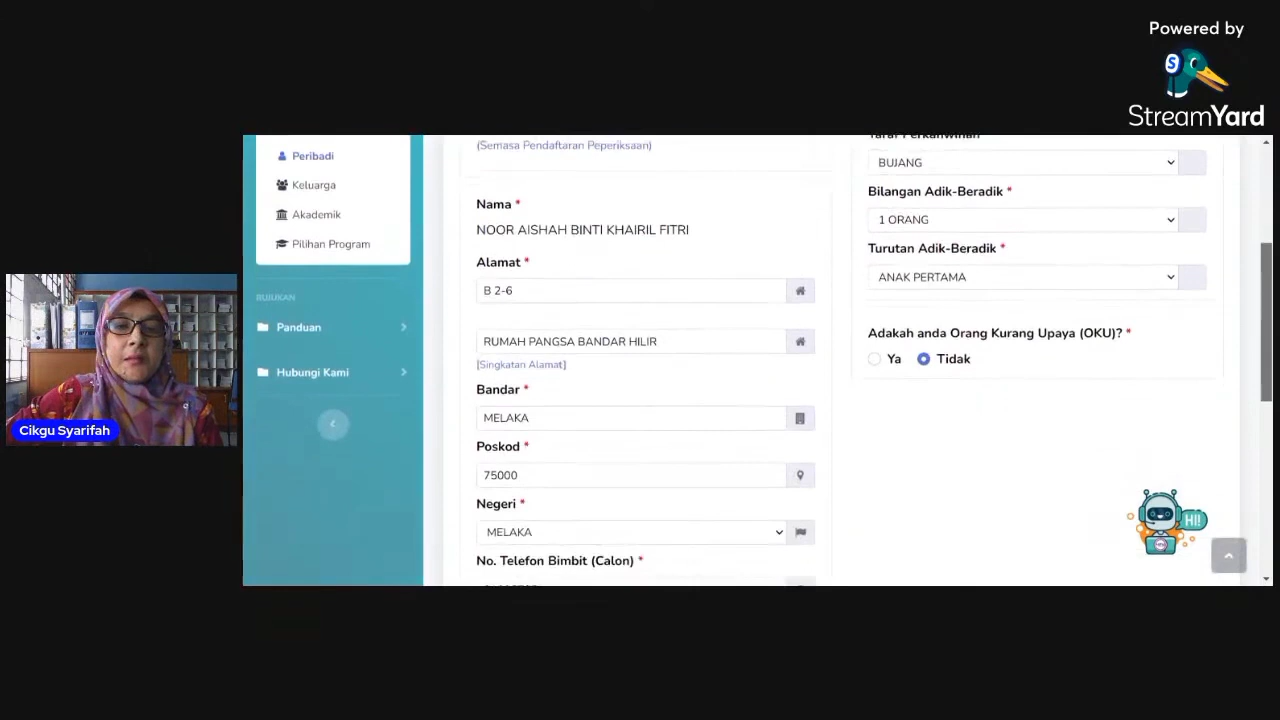 Powered by
StreamYard
Peribadi
Keluarga
Akademik
Pilihan Program
RUJUKAN
Panduan
Hubungi Kami
Cikgu Syarifah
(Semasa Pendaftaran Peperiksaan)
Nama *
NOOR AISHAH BINTI KHAIRIL FITRI
Alamat *
B 2-6
RUMAH PANGSA BANDAR HILIR
[Singkatan Alamat]
Bandar *
MELAKA
Poskod *
75000
Negeri *
MELAKA
No. Telefon Bimbit (Calon) *
Taraf Perkahwinan
BUJANG
Bilangan Adik-Beradik *
1 ORANG
Turutan Adik-Beradik *
ANAK PERTAMA
Adakah anda Orang Kurang Upaya (OKU)? *
Ya Tidak
HI!